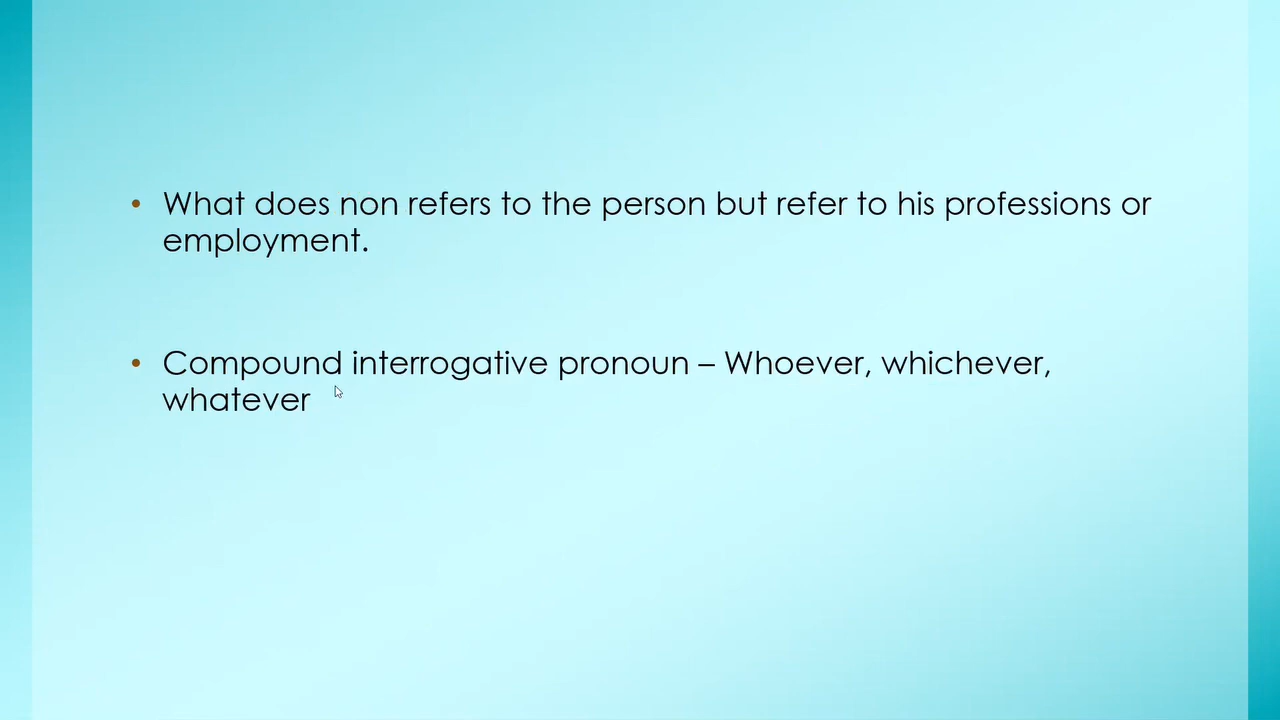 • What does non refers to the person but refer to his professions or
employment.
• Compound interrogative pronoun – Whoever, whichever,
whatever